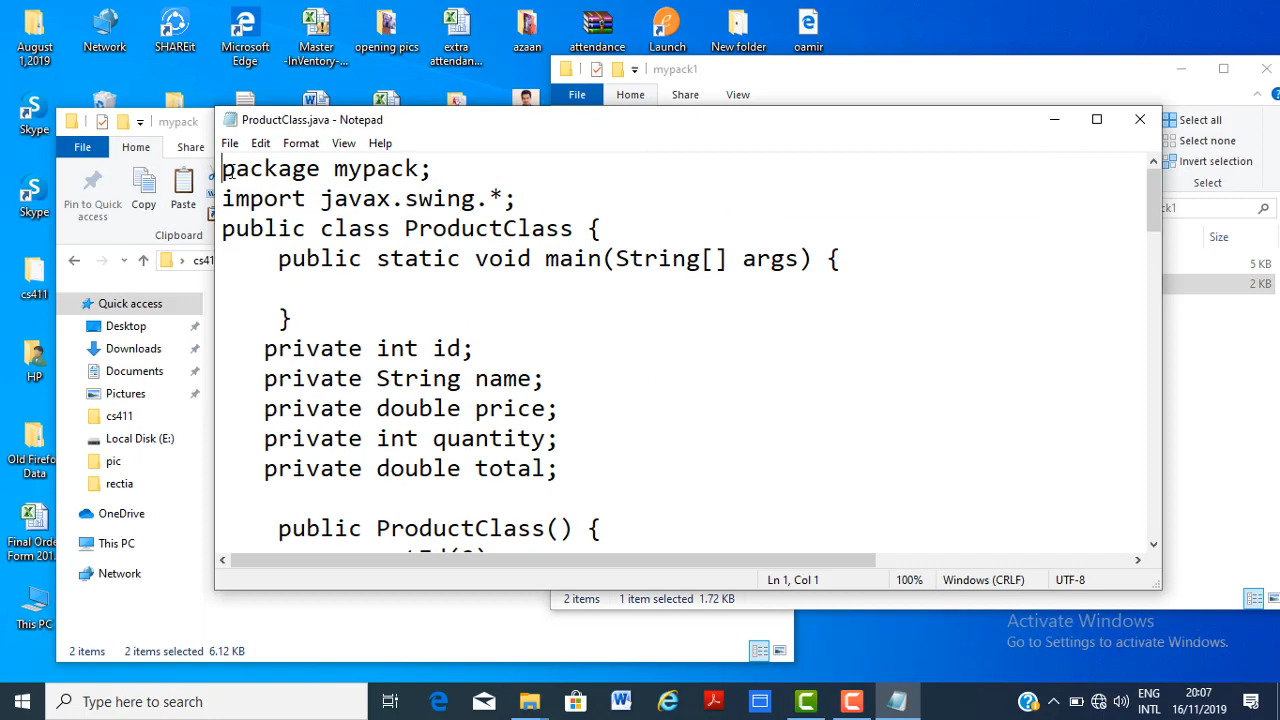 August 1,2019
Network
SHAREit
Microsoft Edge
Master -InVentory-...
opening pics
extra attendan...
azaan
attendance
Launch
New folder
oamir
mypack1
File
Home
Share
View
Skype
Skype
cs411
HP
Old Firefo Data
Final Orde Form 201..
This PC
mypack
File
Home
Share
Pin to Quick access
Copy
Paste
Clipboard
cs41
Quick access
Desktop
Downloads
Documents
Pictures
cs411
Local Disk (E:)
pic
rectia
OneDrive
This PC
Network
2 items
2 items selected 6.12 KB
ProductClass.java - Notepad
File Edit Format View Help
package mypack;
import javax.swing.*;
public class ProductClass {
public static void main(String[] args) {
}
private int id;
private String name;
private double price;
private int quantity;
private double total;
public ProductClass() {
Ln 1, Col 1
100%
Windows (CRLF)
UTF-8
Select all
Select none
Invert selection
Select
k1
Size
5 KB
2 KB
2 items
1 item selected 1.72 KB
Activate Windows
Go to Settings to activate Windows.
Type here to search
ENG
INTL
20:07
16/11/2019